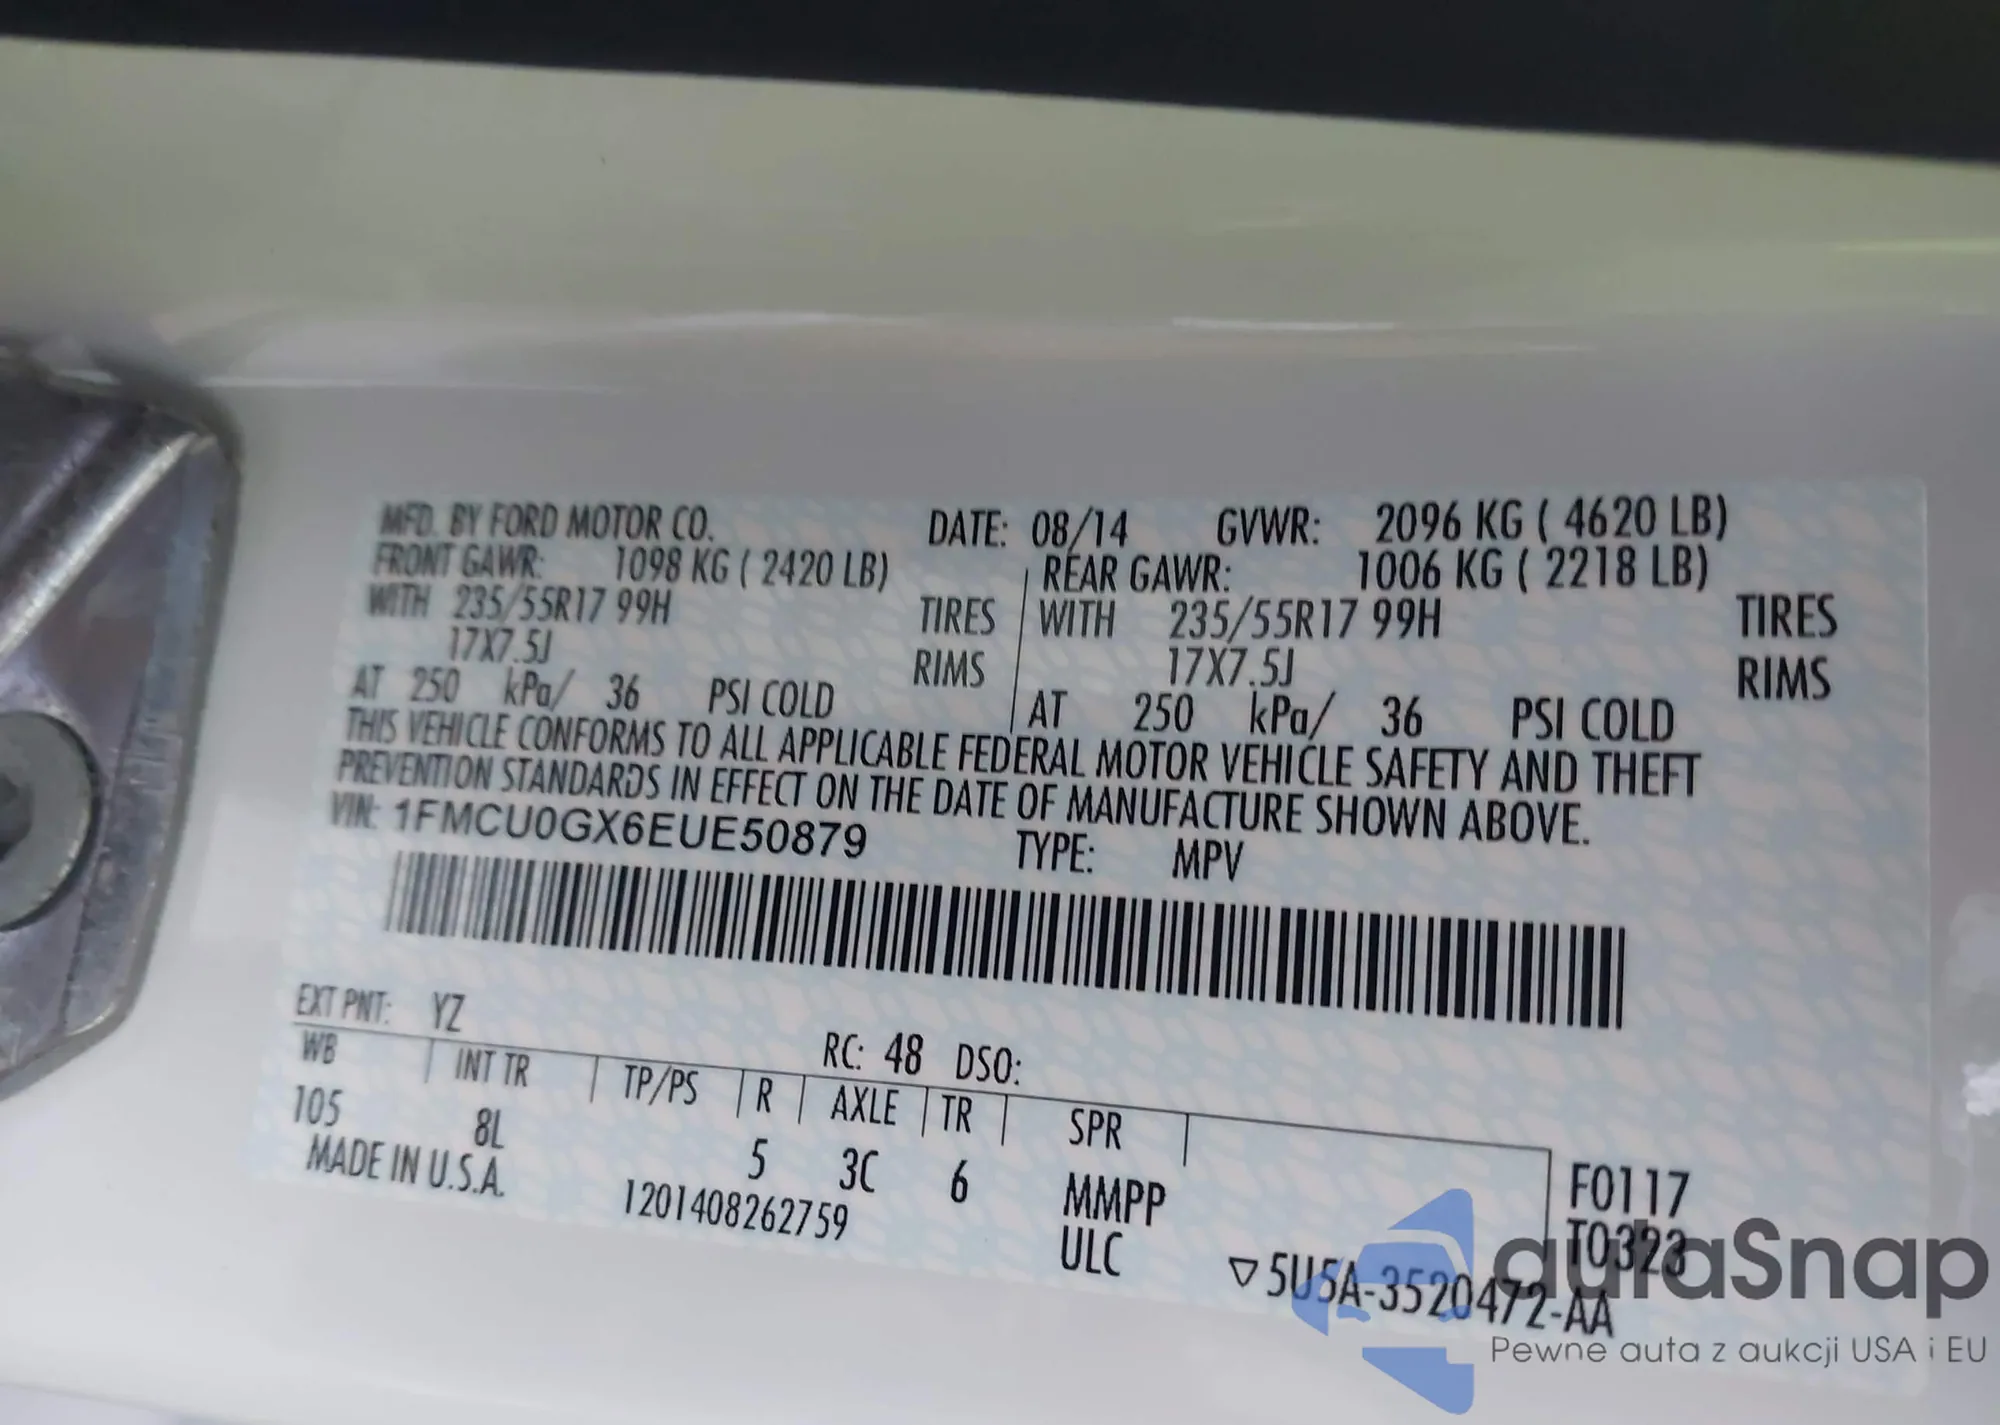 MFD. BY FORD MOTOR CO. DATE: 08/14 GVWR: 2096 KG ( 4620 LB)
FRONT GAWR: 1098 KG ( 2420 LB) REAR GAWR: 1006 KG ( 2218 LB)
WITH 235/55R17 99H TIRES WITH 235/55R17 99H TIRES
17X7.5J RIMS 17X7.5J RIMS
AT 250 kPa/ 36 PSI COLD AT 250 kPa/ 36 PSI COLD
THIS VEHICLE CONFORMS TO ALL APPLICABLE FEDERAL MOTOR VEHICLE SAFETY AND THEFT
PREVENTION STANDARDS IN EFFECT ON THE DATE OF MANUFACTURE SHOWN ABOVE.
VIN: 1FMCU0GX6EUE50879 TYPE: MPV
EXT PNT: YZ RC: 48 DSO:
WB INT TR TP/PS R AXLE TR SPR
105 8L 5 3C 6 MMPP F0117
MADE IN U.S.A. 1201408262759 ULC T0323
▽5U5A-3520472-AA
autaSnap
Pewne auta z aukcji USA i EU